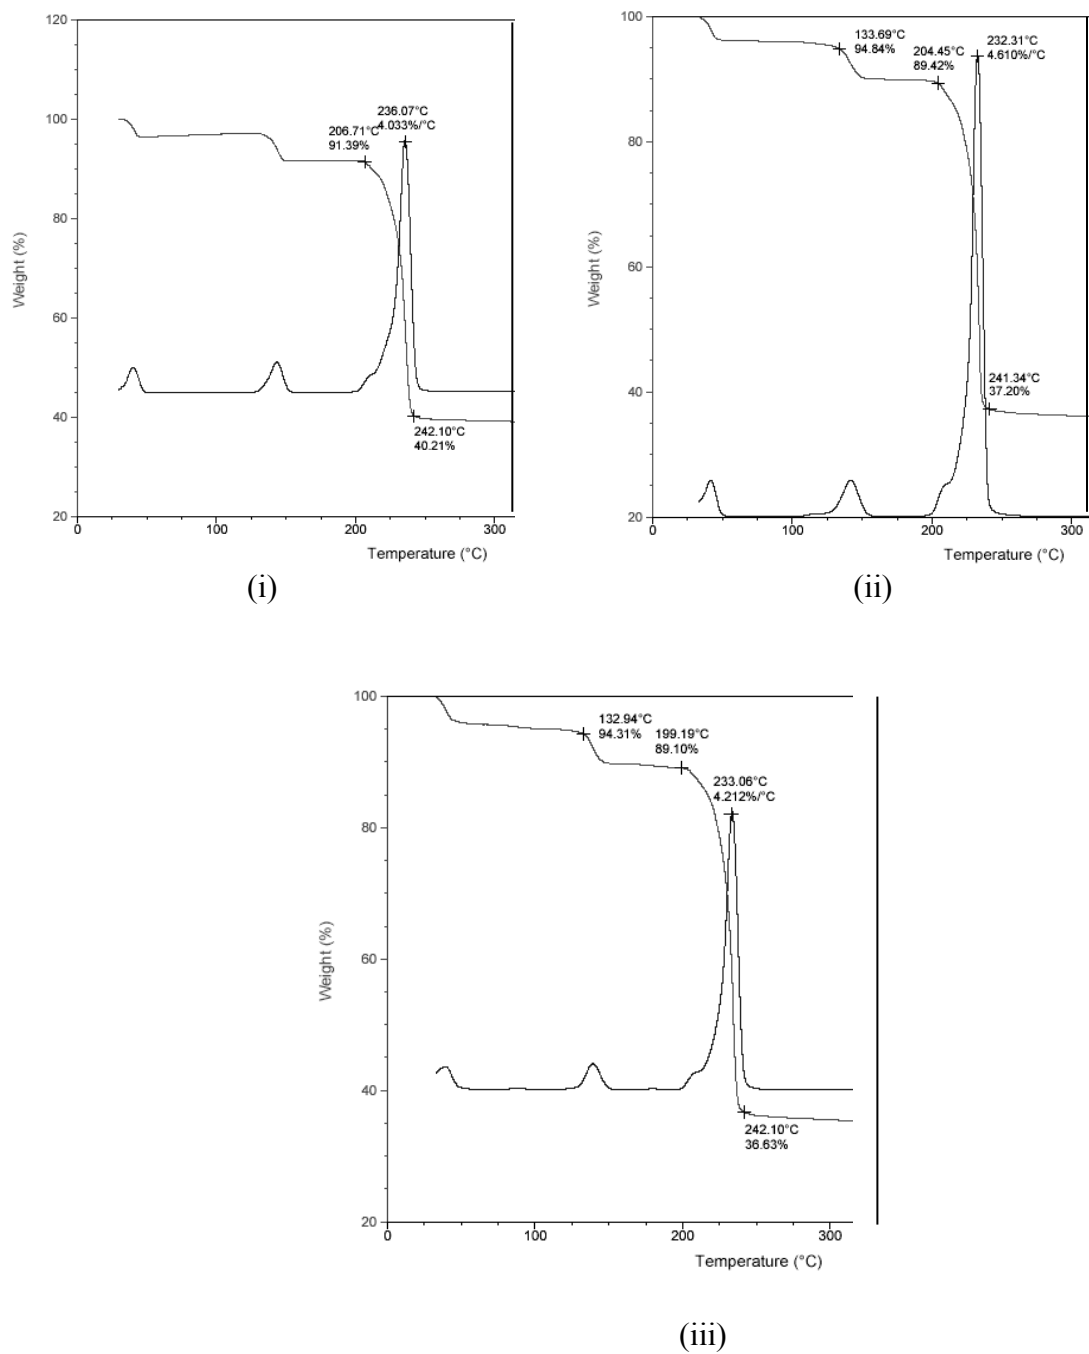 120
100
80
60
40
20
Weight (%)
206.71°C
91.39%
236.07°C
4.033%/°C
242.10°C
40.21%
0
100
200
300
Temperature (°C)
(i)
100
80
60
40
20
Weight (%)
133.69°C
94.84%
204.45°C
89.42%
232.31°C
4.610%/°C
241.34°C
37.20%
0
100
200
300
Temperature (°C)
(ii)
100
80
60
40
20
Weight (%)
132.94°C
94.31%
199.19°C
89.10%
233.06°C
4.212%/°C
242.10°C
36.63%
0
100
200
300
Temperature (°C)
(iii)